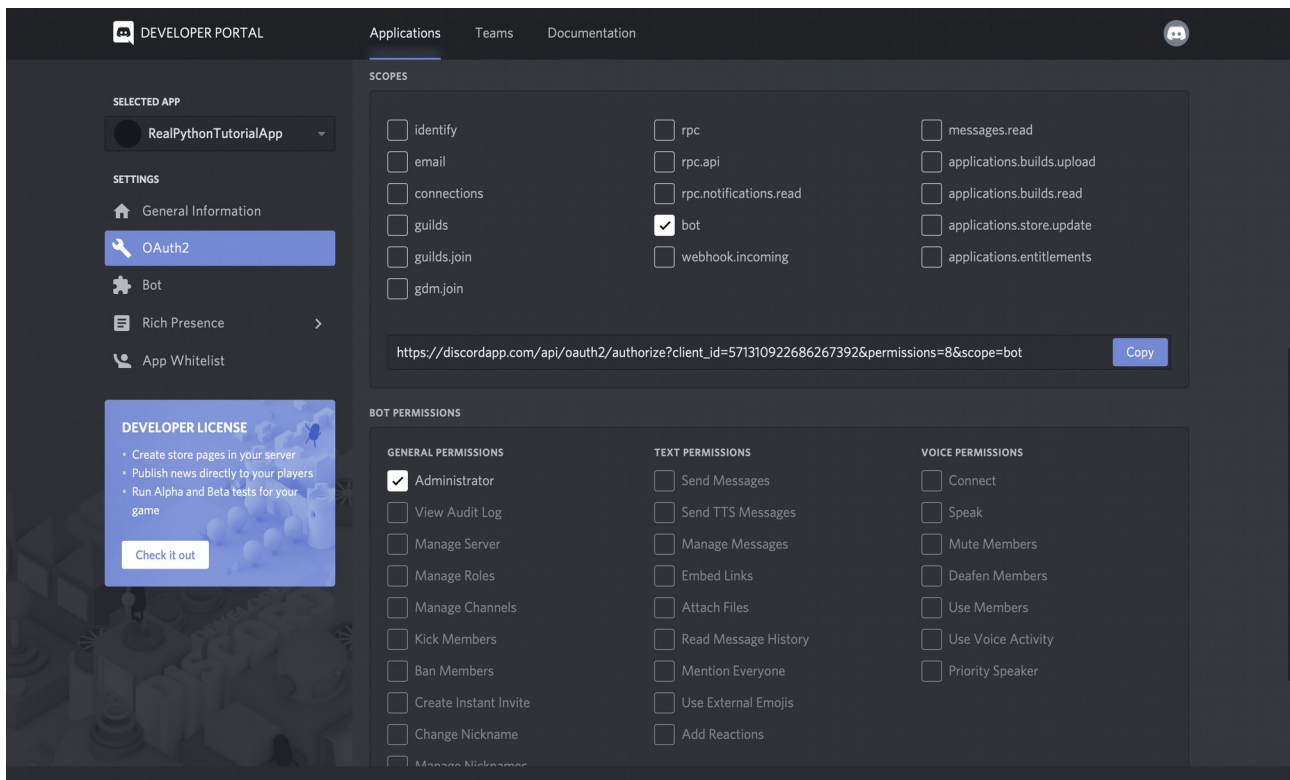 DEVELOPER PORTAL
Applications
Teams
Documentation
SELECTED APP
RealPythonTutorialApp
SETTINGS
General Information
OAuth2
Bot
Rich Presence
App Whitelist
DEVELOPER LICENSE
• Create store pages in your server
• Publish news directly to your players
• Run Alpha and Beta tests for your
game
Check it out
SCOPES
identify
email
connections
guilds
guilds.join
gdm.join
rpc
rpc.api
rpc.notifications.read
bot
webhook.incoming
messages.read
applications.builds.upload
applications.builds.read
applications.store.update
applications.entitlements
https://discordapp.com/api/oauth2/authorize?client_id=571310922686267392&permissions=8&scope=bot
Copy
BOT PERMISSIONS
GENERAL PERMISSIONS
Administrator
View Audit Log
Manage Server
Manage Roles
Manage Channels
Kick Members
Ban Members
Create Instant Invite
Change Nickname
Manage Nicknames
TEXT PERMISSIONS
Send Messages
Send TTS Messages
Manage Messages
Embed Links
Attach Files
Read Message History
Mention Everyone
Use External Emojis
Add Reactions
VOICE PERMISSIONS
Connect
Speak
Mute Members
Deafen Members
Use Members
Use Voice Activity
Priority Speaker